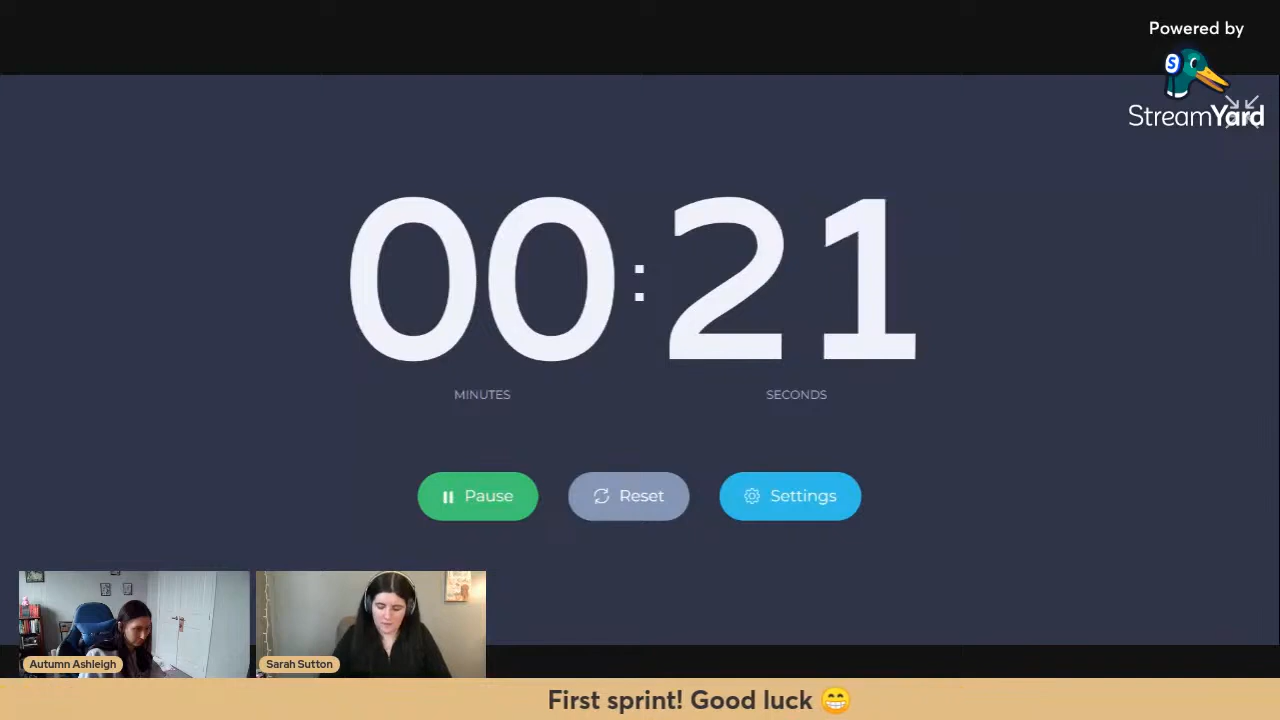 Powered by
S
StreamYard
00:21
MINUTES
SECONDS
Pause
Reset
Settings
Autumn Ashleigh
Sarah Sutton
First sprint! Good luck 😁